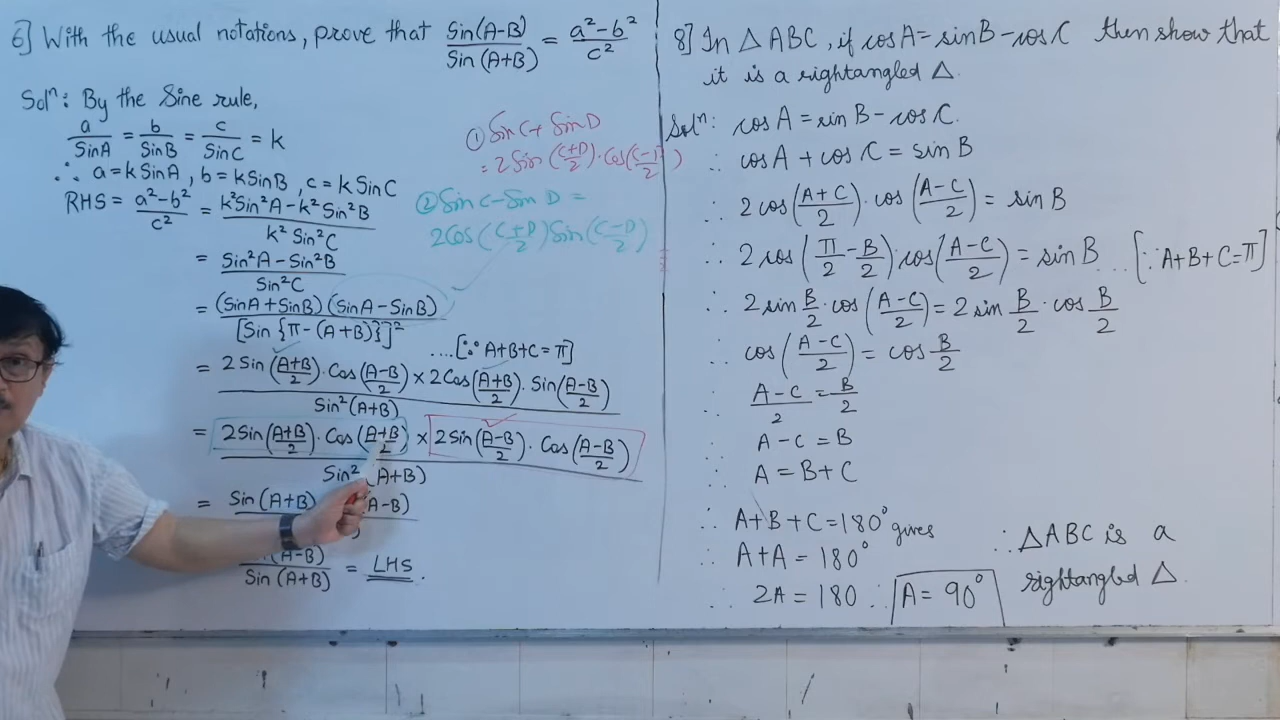 6] With the usual notations, prove that Sin(A-B)/Sin(A+B) = a²-b²/c²
Solⁿ: By the Sine rule,
a/SinA = b/SinB = c/SinC = k
∴ a = k SinA, b = k SinB, c = k SinC
RHS = a²-b²/c² = k²Sin²A - k²Sin²B/k² Sin²C
= Sin²A - Sin²B/Sin²C
= (SinA + SinB)(SinA - SinB)/[Sin {π-(A+B)}]²
....[∵ A+B+C = π]
= 2Sin(A+B/2).Cos(A-B/2) × 2Cos(A+B/2).Sin(A-B/2)/Sin²(A+B)
= 2Sin(A+B/2).Cos(A+B/2) × 2Sin(A-B/2).Cos(A-B/2)/Sin²(A+B)
= Sin(A+B) A-B)
(A-B)/Sin(A+B) = LHS.
① SinC + SinD
= 2Sin(C+D/2).Cos(C-D/2)
② SinC - SinD =
2Cos(C+D/2)Sin(C-D/2)
8] In △ABC, if cosA = sinB - cosC then show that
it is a rightangled △.
Solⁿ: cosA = sinB - cosC.
∴ cosA + cosC = sinB
∴ 2cos(A+C/2).cos(A-C/2) = sinB
∴ 2cos(π/2 - B/2).cos(A-C/2) = sinB ...[∵ A+B+C=π]
∴ 2sin B/2.cos(A-C/2) = 2sin B/2.cos B/2
∴ cos(A-C/2) = cos B/2
∴ A-C/2 = B/2
∴ A-C = B
∴ A = B+C
∴ A+B+C = 180° gives
∴ A+A = 180°
∴ 2A = 180 ∴ A = 90°
∴ △ABC is a
rightangled △.